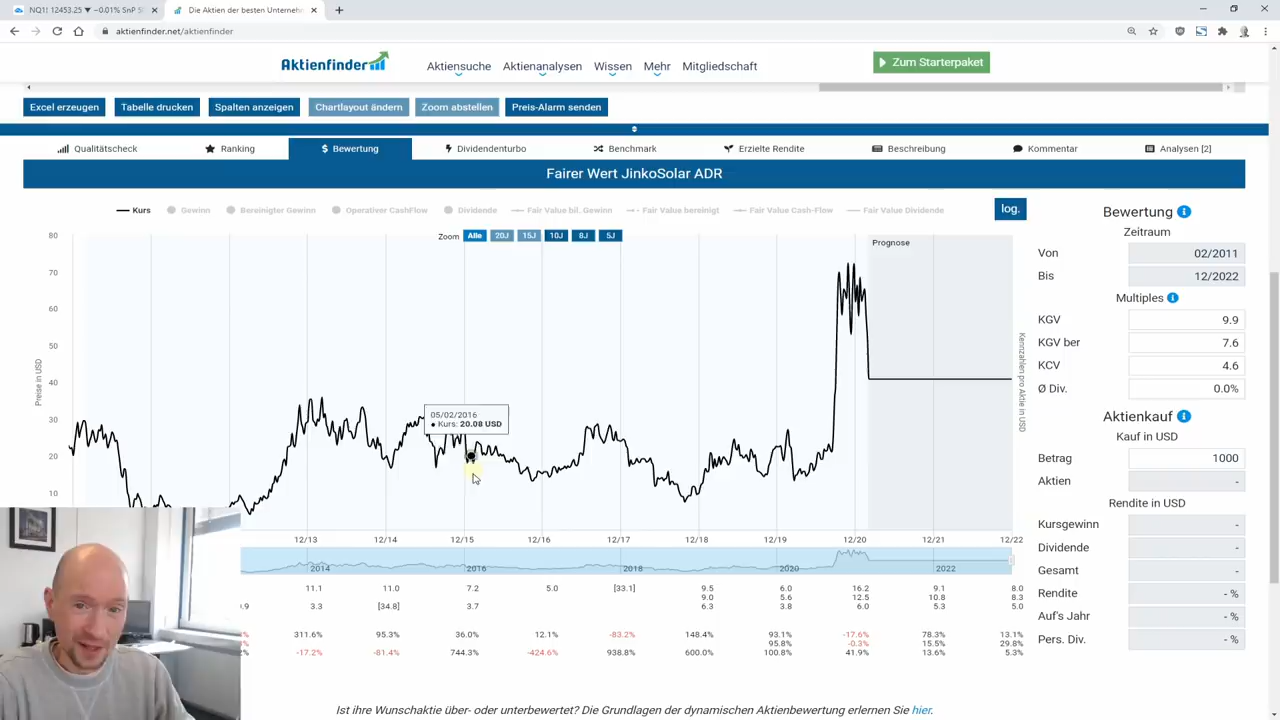 NQ1! 12453.25 ▼ −0.01% SnP S
Die Aktien der besten Unternehm
aktienfinder.net/aktienfinder
Aktienfinder
Aktiensuche Aktienanalysen Wissen Mehr Mitgliedschaft
Zum Starterpaket
Excel erzeugen Tabelle drucken Spalten anzeigen Chartlayout ändern Zoom abstellen Preis-Alarm senden
Qualitätscheck Ranking $ Bewertung Dividendenturbo Benchmark Erzielte Rendite Beschreibung Kommentar Analysen [2]
Fairer Wert JinkoSolar ADR
Kurs Gewinn Bereinigter Gewinn Operativer CashFlow Dividende Fair Value bil. Gewinn Fair Value bereinigt Fair Value Cash-Flow Fair Value Dividende
log.
Zoom Alle 20J 15J 10J 8J 5J
Prognose
80
70
60
50
40
30
20
10
Preise in USD
05/02/2016
Kurs: 20.08 USD
Kennzahlen pro Aktie in USD
12/13 12/14 12/15 12/16 12/17 12/18 12/19 12/20 12/21 12/22
2014 2016 2018 2020 2022
11.1 11.0 7.2 5.0 [33.1] 9.5 6.0 16.2 9.1 8.0
9.0 5.6 12.5 10.8 8.3
.9 3.3 [34.8] 3.7 6.3 3.8 6.0 5.3 5.0
% 311.6% 95.3% 36.0% 12.1% -83.2% 148.4% 93.1% -17.6% 78.3% 13.1%
% 95.8% -0.3% 15.5% 29.8%
% -17.2% -81.4% 744.3% -424.6% 938.8% 600.0% 100.8% 41.9% 13.6% 5.3%
Bewertung
Zeitraum
Von 02/2011
Bis 12/2022
Multiples
KGV 9.9
KGV ber 7.6
KCV 4.6
Ø Div. 0.0%
Aktienkauf
Kauf in USD
Betrag 1000
Aktien -
Rendite in USD
Kursgewinn -
Dividende -
Gesamt -
Rendite - %
Auf's Jahr - %
Pers. Div. - %
Ist ihre Wunschaktie über- oder unterbewertet? Die Grundlagen der dynamischen Aktienbewertung erlernen Sie hier.